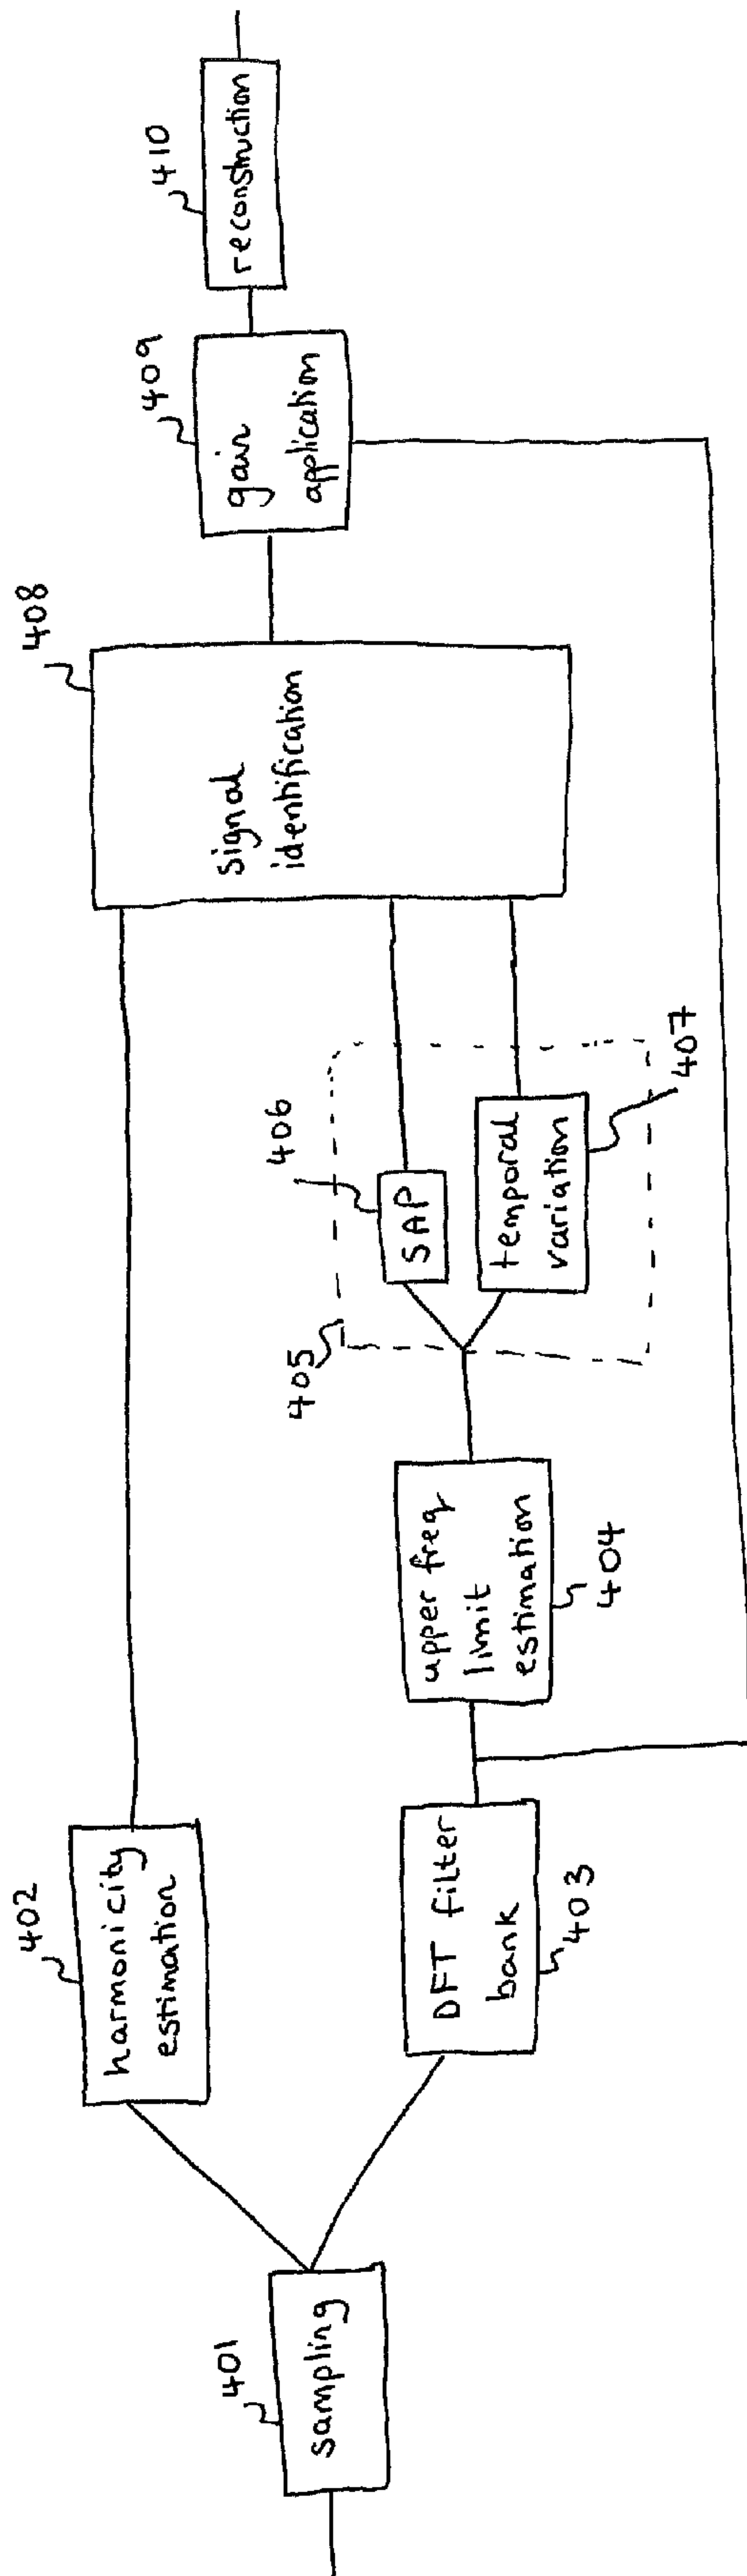 401
sampling
402
harmonicity
estimation
DFT filter
bank
403
upper freq
limit
estimation
404
405
406
SAP
temporal
variation
407
408
signal
identification
409
gain
application
410
reconstruction